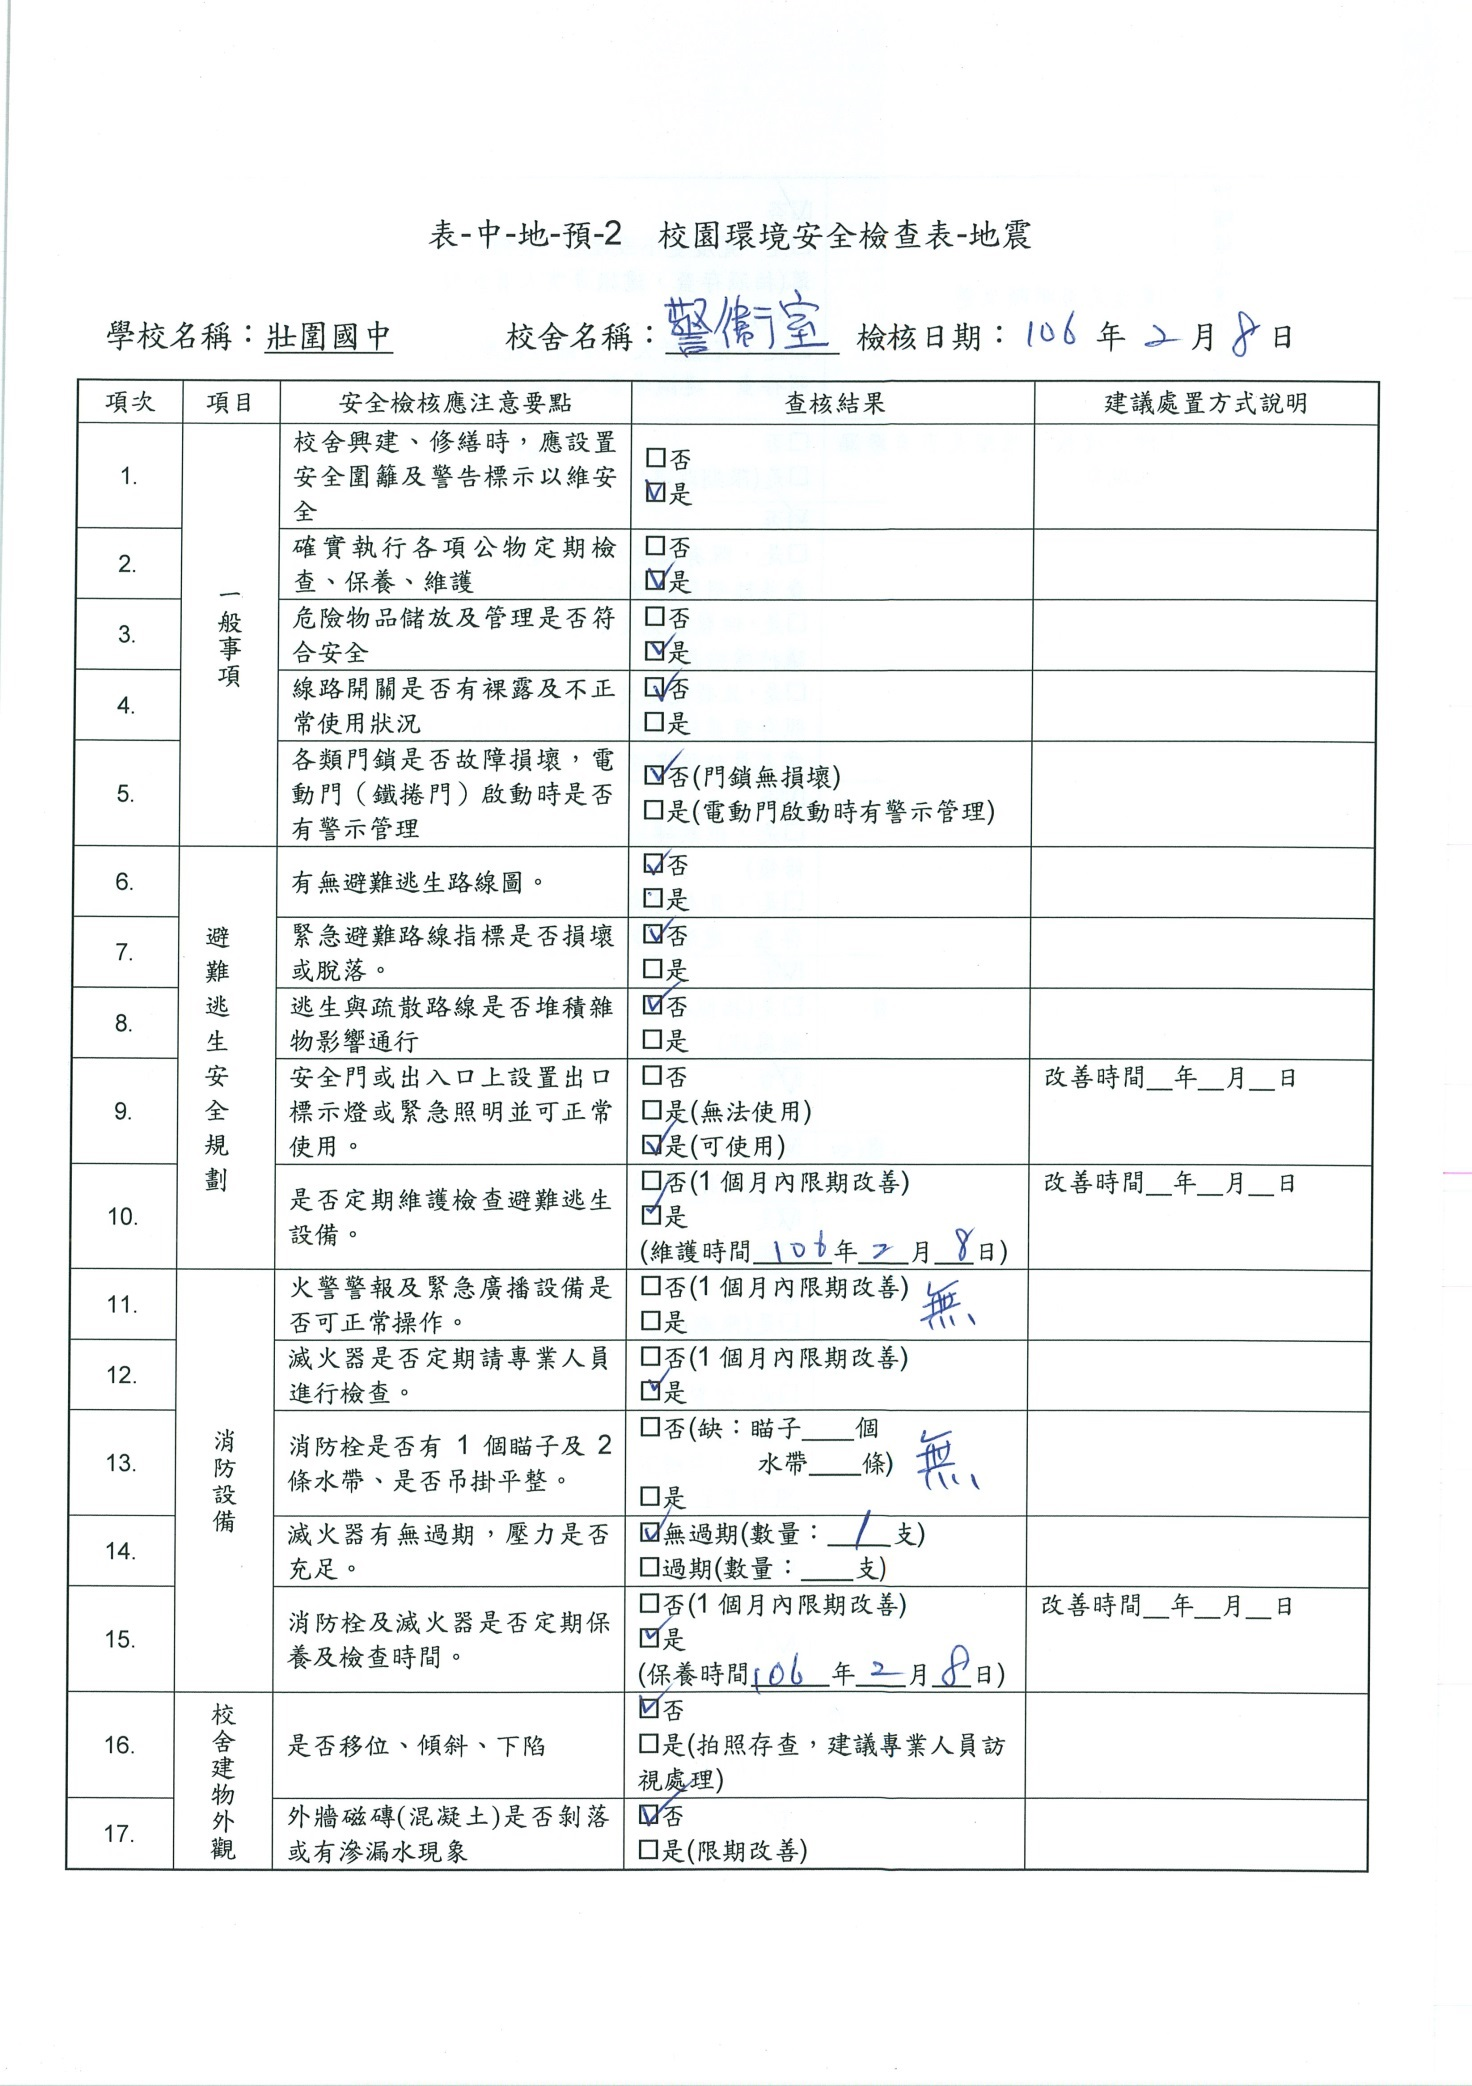 表-中-地-預-2 校園環境安全檢查表-地震
學校名稱：壯圍國中 校舍名稱：警衛室 檢核日期：106年2月8日
項次 項目 安全檢核應注意要點 查核結果 建議處置方式說明
一般事項
1. 校舍興建、修繕時，應設置
安全圍籬及警告標示以維安
全
☐否
☑是
2. 確實執行各項公物定期檢
查、保養、維護
☐否
☑是
3. 危險物品儲放及管理是否符
合安全
☐否
☑是
4. 線路開關是否有裸露及不正
常使用狀況
☑否
☐是
5. 各類門鎖是否故障損壞，電
動門（鐵捲門）啟動時是否
有警示管理
☑否(門鎖無損壞)
☐是(電動門啟動時有警示管理)
避難逃生安全規劃
6. 有無避難逃生路線圖。
☑否
☐是
7. 緊急避難路線指標是否損壞
或脫落。
☑否
☐是
8. 逃生與疏散路線是否堆積雜
物影響通行
☑否
☐是
9. 安全門或出入口上設置出口
標示燈或緊急照明並可正常
使用。
☐否
☐是(無法使用)
☑是(可使用)
改善時間__年__月__日
10. 是否定期維護檢查避難逃生
設備。
☐否(1個月內限期改善)
☑是
(維護時間106年2月8日)
改善時間__年__月__日
消防設備
11. 火警警報及緊急廣播設備是
否可正常操作。
☐否(1個月內限期改善) 無
☐是
12. 滅火器是否定期請專業人員
進行檢查。
☐否(1個月內限期改善)
☑是
13. 消防栓是否有 1 個瞄子及 2
條水帶、是否吊掛平整。
☐否(缺：瞄子____個
水帶____條) 無
☐是
14. 滅火器有無過期，壓力是否
充足。
☑無過期(數量：1支)
☐過期(數量：____支)
15. 消防栓及滅火器是否定期保
養及檢查時間。
☐否(1個月內限期改善)
☑是
(保養時間106年2月8日)
改善時間__年__月__日
校舍建物外觀
16. 是否移位、傾斜、下陷
☑否
☐是(拍照存查，建議專業人員訪
視處理)
17. 外牆磁磚(混凝土)是否剝落
或有滲漏水現象
☑否
☐是(限期改善)